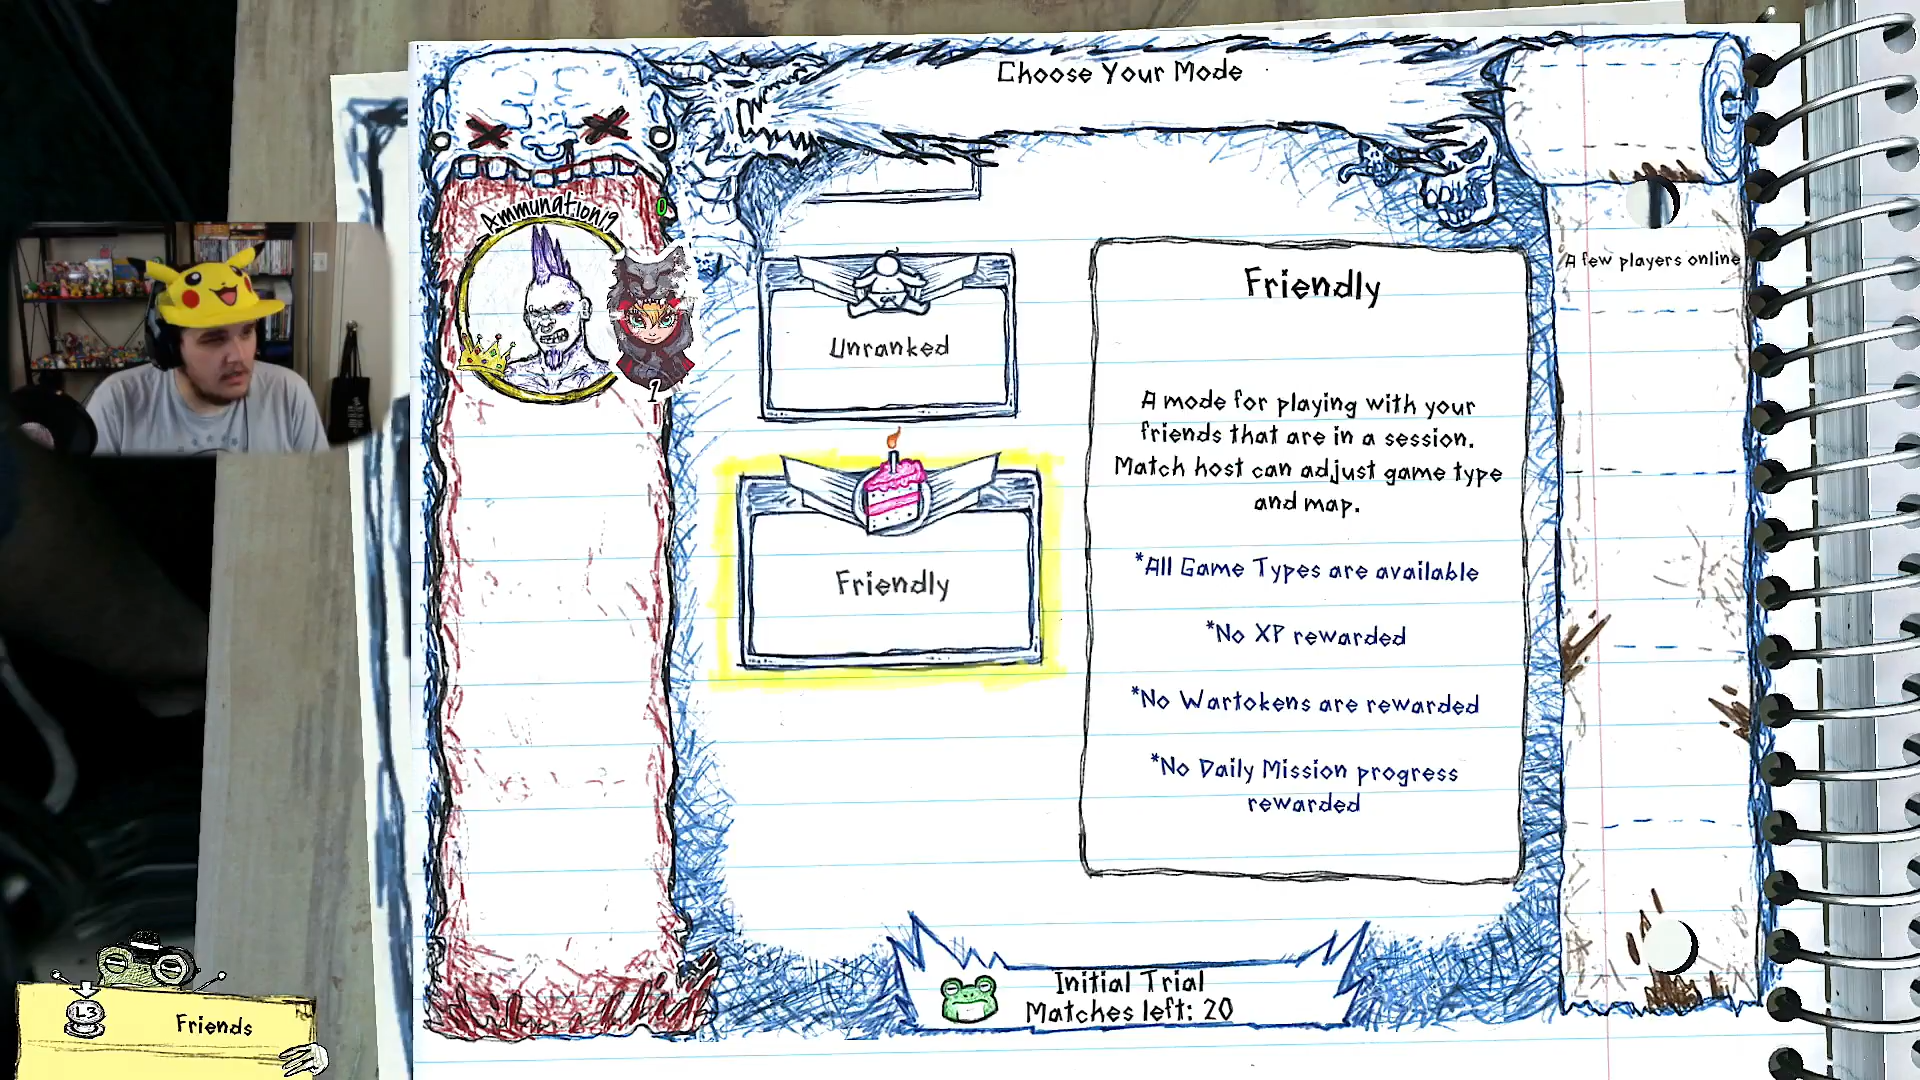 Choose Your Mode
Ammunation19
0
1
A few players online
Unranked
Friendly
Friendly
A mode for playing with your
friends that are in a session.
Match host can adjust game type
and map.
*All Game Types are available
*No XP rewarded
*No Wartokens are rewarded
*No Daily Mission progress
rewarded
Initial Trial
Matches left: 20
L3
Friends